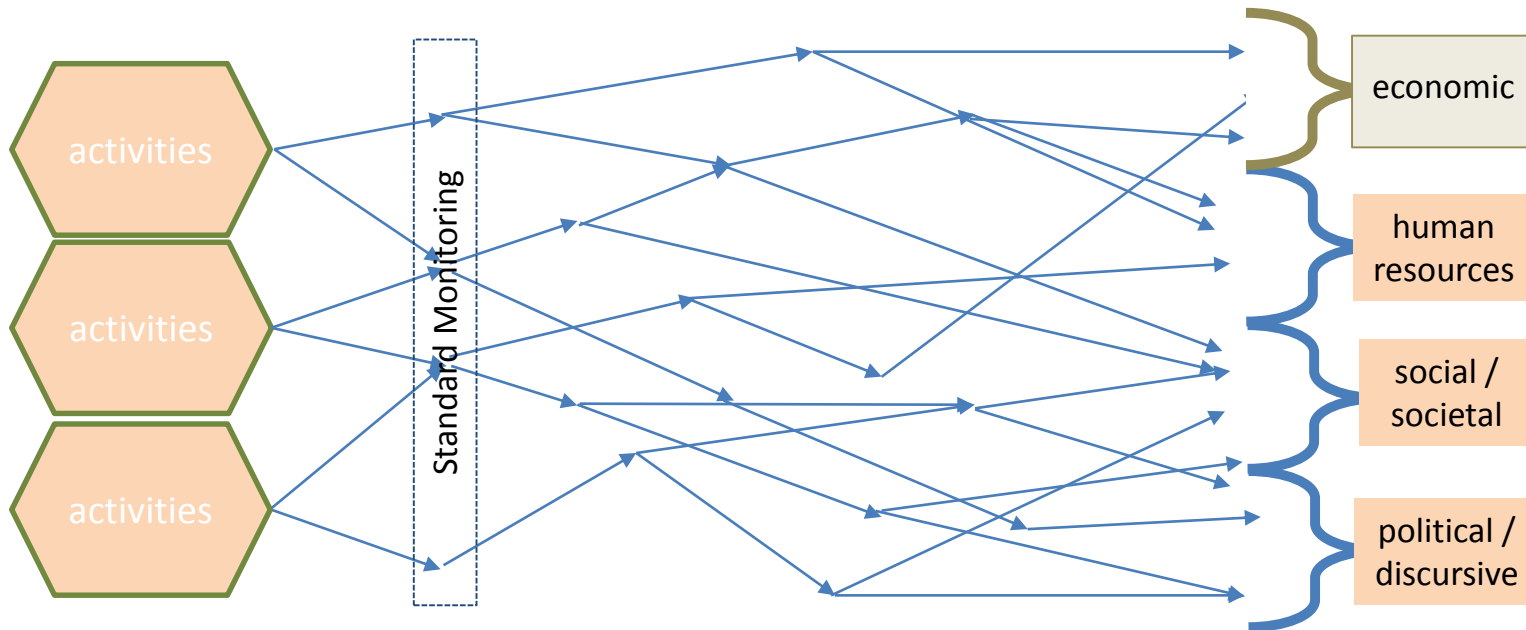 activities
activities
activities
Standard Monitoring
economic
human
resources
social /
societal
political /
discursive